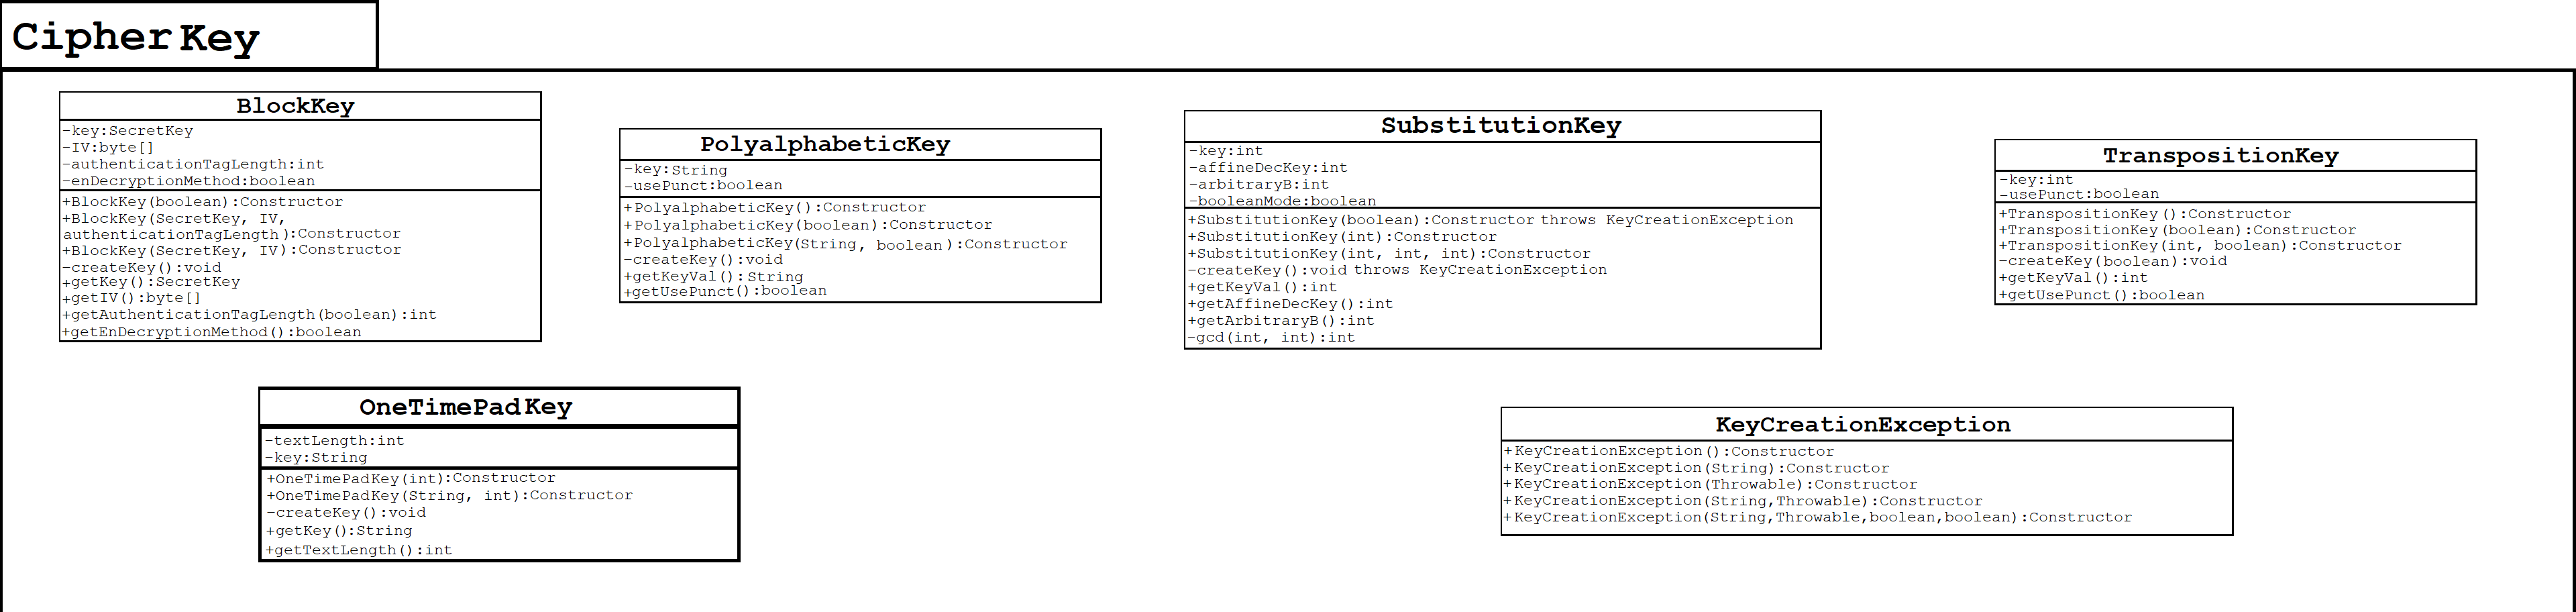 Cipher Key
BlockKey
-key:SecretKey
-IV:byte[]
-authenticationTagLength:int
-enDecryptionMethod:boolean
+BlockKey(boolean):Constructor
+BlockKey(SecretKey, IV,
authenticationTagLength):Constructor
+BlockKey(SecretKey, IV):Constructor
-createKey():void
+getKey():SecretKey
+getIV():byte[]
+getAuthenticationTagLength(boolean):int
+getEnDecryptionMethod():boolean
PolyalphabeticKey
-key:String
-usePunct:boolean
+PolyalphabeticKey():Constructor
+PolyalphabeticKey(boolean):Constructor
+PolyalphabeticKey(String, boolean):Constructor
-createKey():void
+getKeyVal():String
+getUsePunct():boolean
SubstitutionKey
-key:int
-affineDecKey:int
-arbitraryB:int
-booleanMode:boolean
+SubstitutionKey(boolean):Constructor throws KeyCreationException
+SubstitutionKey(int):Constructor
+SubstitutionKey(int, int, int):Constructor
-createKey():void throws KeyCreationException
+getKeyVal():int
+getAffineDecKey():int
+getArbitraryB():int
-gcd(int, int):int
TranspositionKey
-key:int
-usePunct:boolean
+TranspositionKey():Constructor
+TranspositionKey(boolean):Constructor
+TranspositionKey(int, boolean):Constructor
-createKey(boolean):void
+getKeyVal():int
+getUsePunct():boolean
OneTimePadKey
-textLength:int
-key:String
+OneTimePadKey(int):Constructor
+OneTimePadKey(String, int):Constructor
-createKey():void
+getKey():String
+getTextLength():int
KeyCreationException
+KeyCreationException():Constructor
+KeyCreationException(String):Constructor
+KeyCreationException(Throwable):Constructor
+KeyCreationException(String,Throwable):Constructor
+KeyCreationException(String,Throwable,boolean,boolean):Constructor